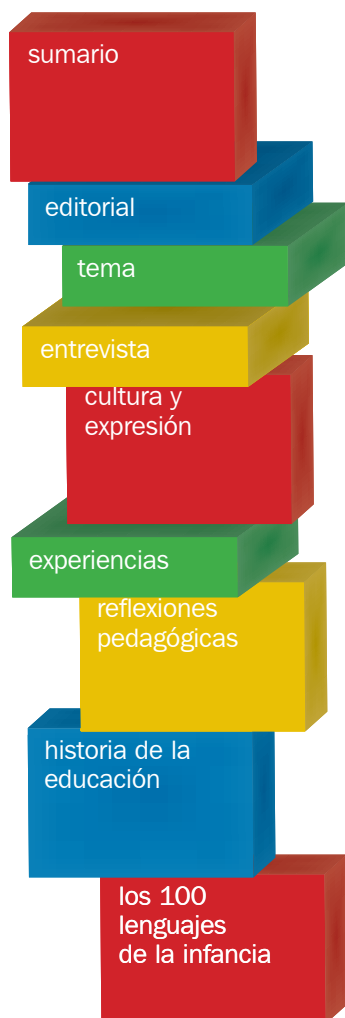 sumario
editorial
tema
entrevista
cultura y
expresión
experiencias
reflexiones
pedagógicas
historia de la
educación
los 100
lenguajes
de la infancia